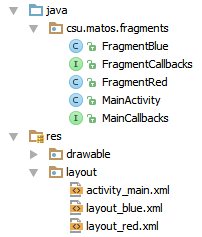 java
csu.matos.fragments
FragmentBlue
FragmentCallbacks
FragmentRed
MainActivity
MainCallbacks
res
drawable
layout
activity_main.xml
layout_blue.xml
layout_red.xml